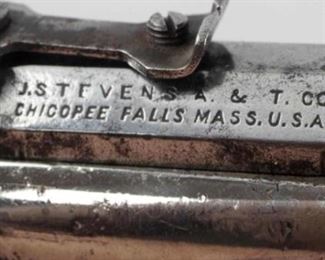 J. STEVENS A. & T. CO
CHICOPEE FALLS MASS. U.S.A